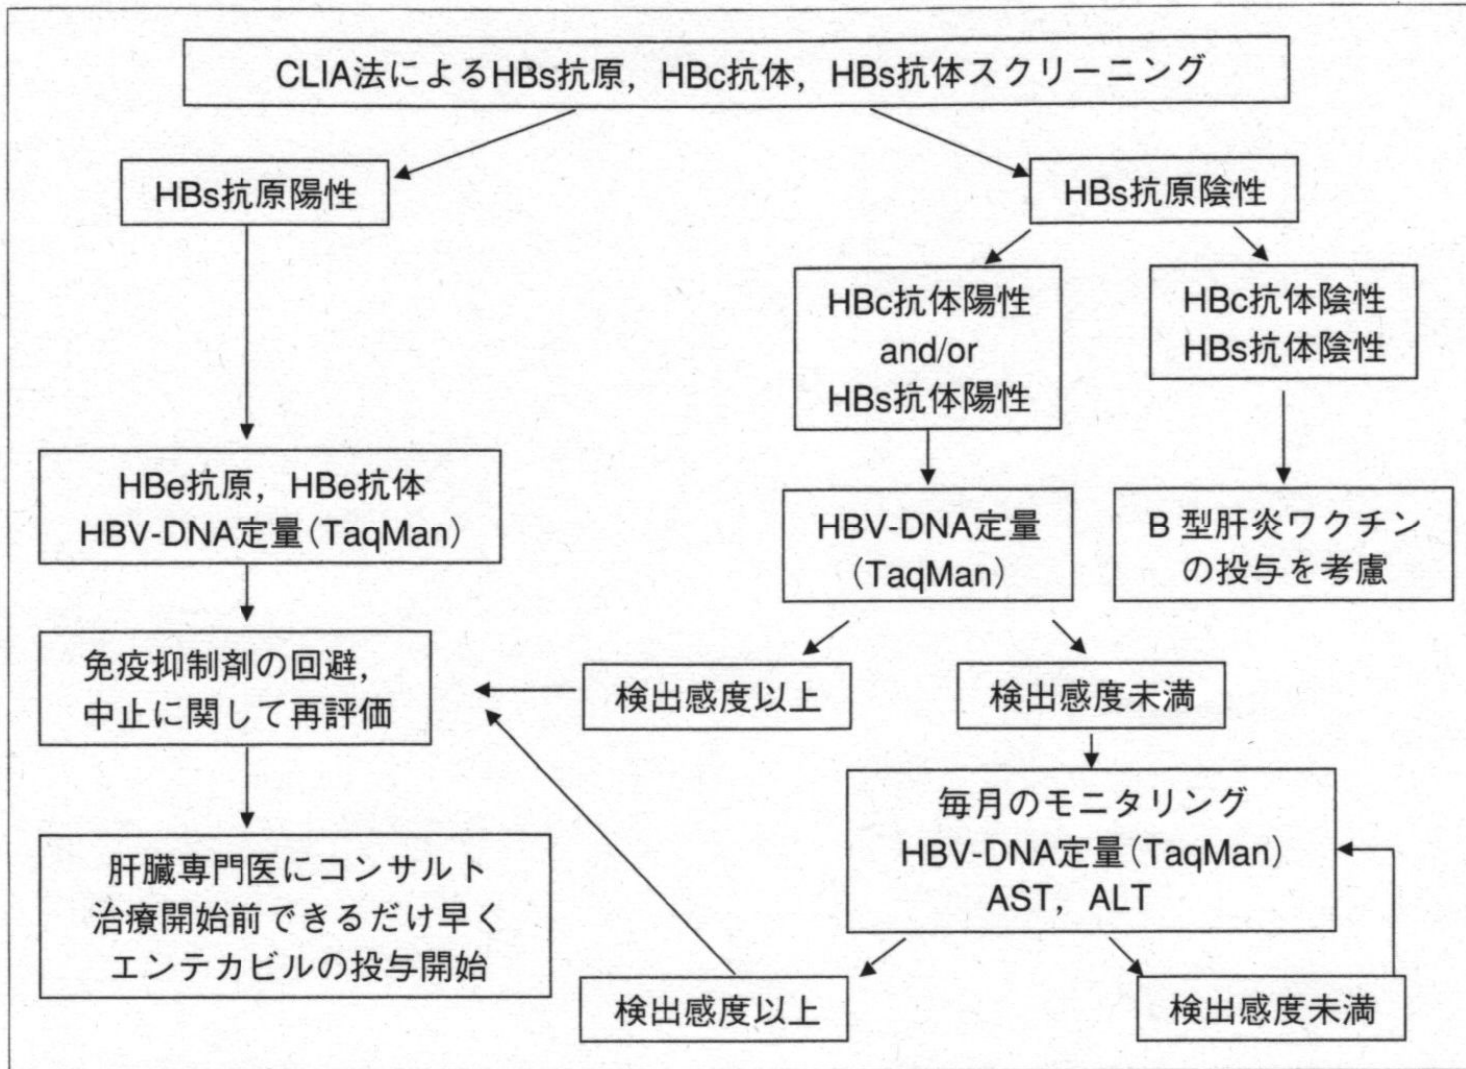 CLIA法によるHBs抗原，HBc抗体，HBs抗体スクリーニング
HBs抗原陽性
HBs抗原陰性
HBc抗体陽性
and/or
HBs抗体陽性
HBc抗体陰性
HBs抗体陰性
HBe抗原，HBe抗体
HBV-DNA定量（TaqMan）
HBV-DNA定量
（TaqMan）
B 型肝炎ワクチン
の投与を考慮
免疫抑制剤の回避，
中止に関して再評価
検出感度以上
検出感度未満
毎月のモニタリング
HBV-DNA定量（TaqMan）
AST，ALT
肝臓専門医にコンサルト
治療開始前できるだけ早く
エンテカビルの投与開始
検出感度以上
検出感度未満